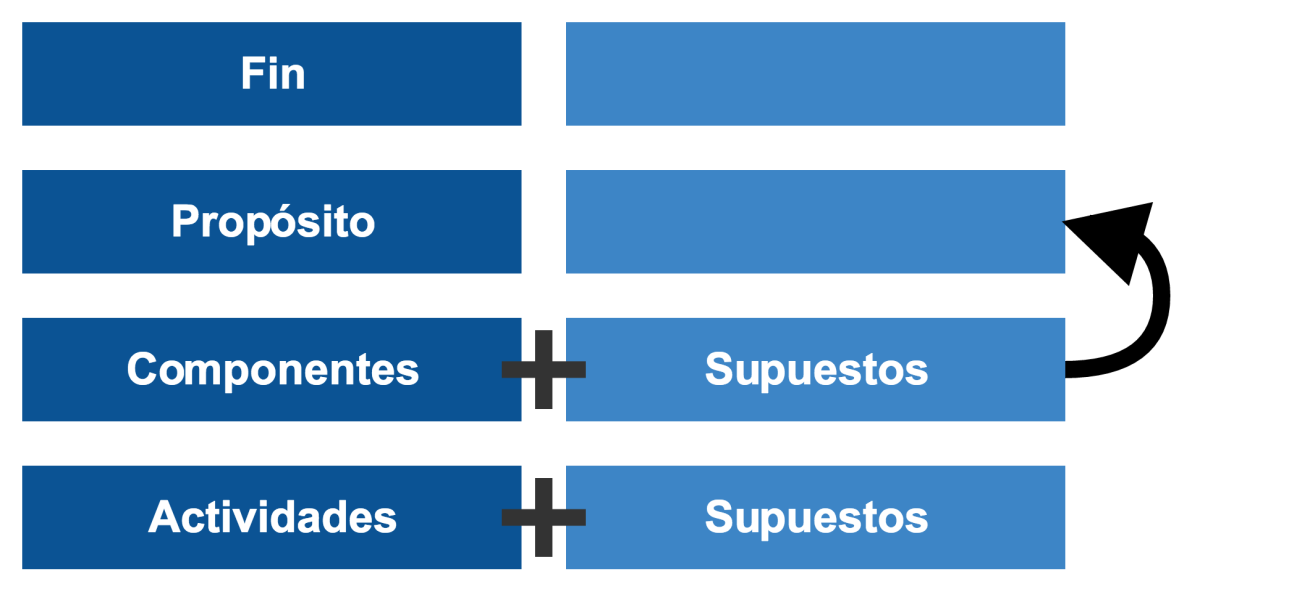 Fin
Propósito
Componentes + Supuestos
Actividades + Supuestos